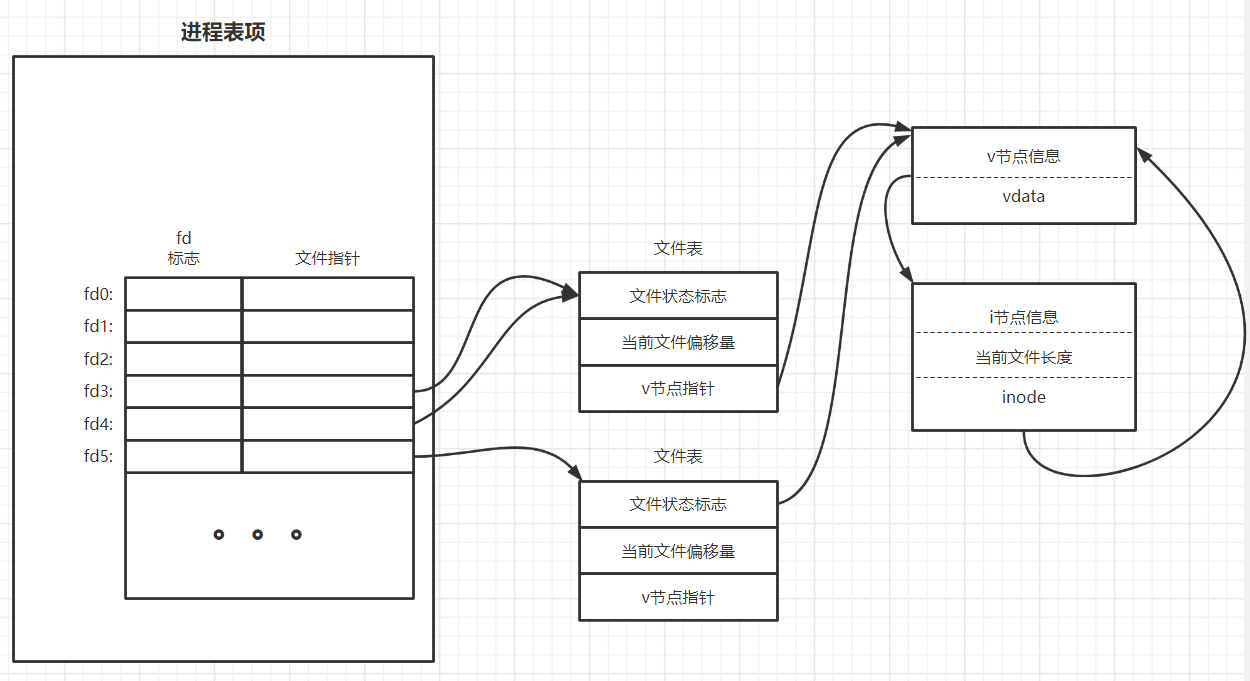 进程表项
fd
标志
文件指针
fd0:
fd1:
fd2:
fd3:
fd4:
fd5:
文件表
文件状态标志
当前文件偏移量
v节点指针
文件表
文件状态标志
当前文件偏移量
v节点指针
v节点信息
vdata
i节点信息
当前文件长度
inode